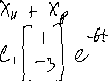 x_H + x_p
c_1 [1 -3] e^{-6t}